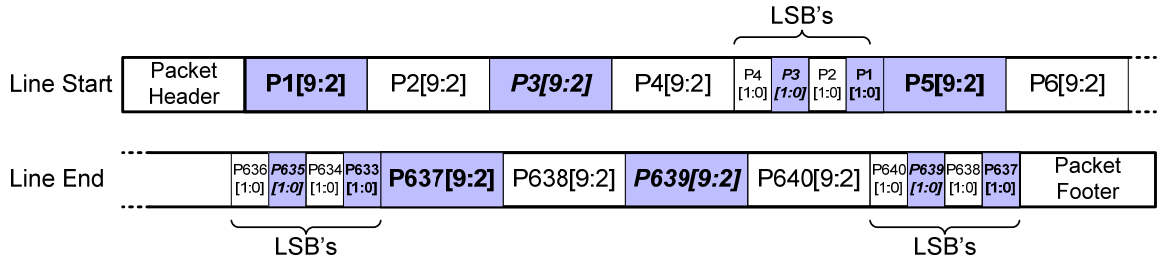 LSB's
Line Start Packet Header P1[9:2] P2[9:2] P3[9:2] P4[9:2] P4 [1:0] P3 [1:0] P2 [1:0] P1 [1:0] P5[9:2] P6[9:2]
Line End P636 [1:0] P635 [1:0] P634 [1:0] P633 [1:0] P637[9:2] P638[9:2] P639[9:2] P640[9:2] P640 [1:0] P639 [1:0] P638 [1:0] P637 [1:0] Packet Footer
LSB's LSB's